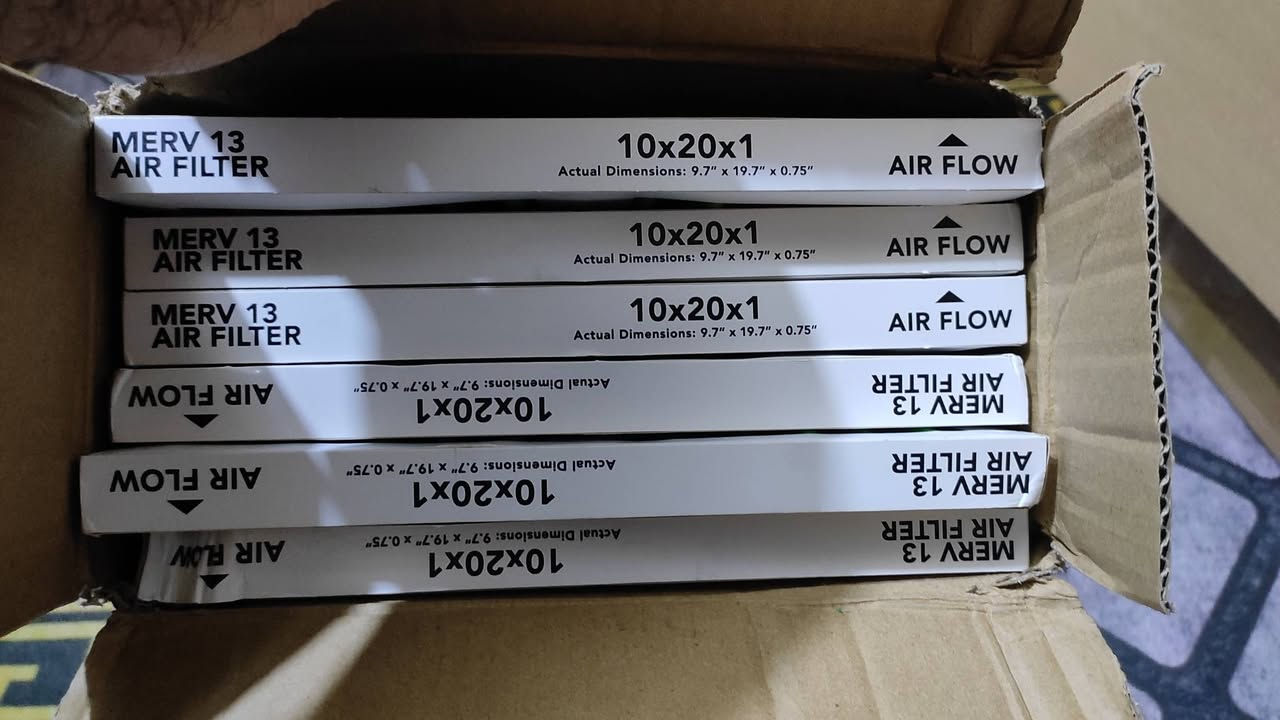 MERV 13
AIR FILTER
10x20x1
Actual Dimensions: 9.7" x 19.7" x 0.75"
AIR FLOW
MERV 13
AIR FILTER
10x20x1
Actual Dimensions: 9.7" x 19.7" x 0.75"
AIR FLOW
MERV 13
AIR FILTER
10x20x1
Actual Dimensions: 9.7" x 19.7" x 0.75"
AIR FLOW
MERV 13
AIR FILTER
10x20x1
Actual Dimensions: 9.7" x 19.7" x 0.75"
AIR FLOW
MERV 13
AIR FILTER
10x20x1
Actual Dimensions: 9.7" x 19.7" x 0.75"
AIR FLOW
MERV 13
AIR FILTER
10x20x1
Actual Dimensions: 9.7" x 19.7" x 0.75"
AIR FLOW